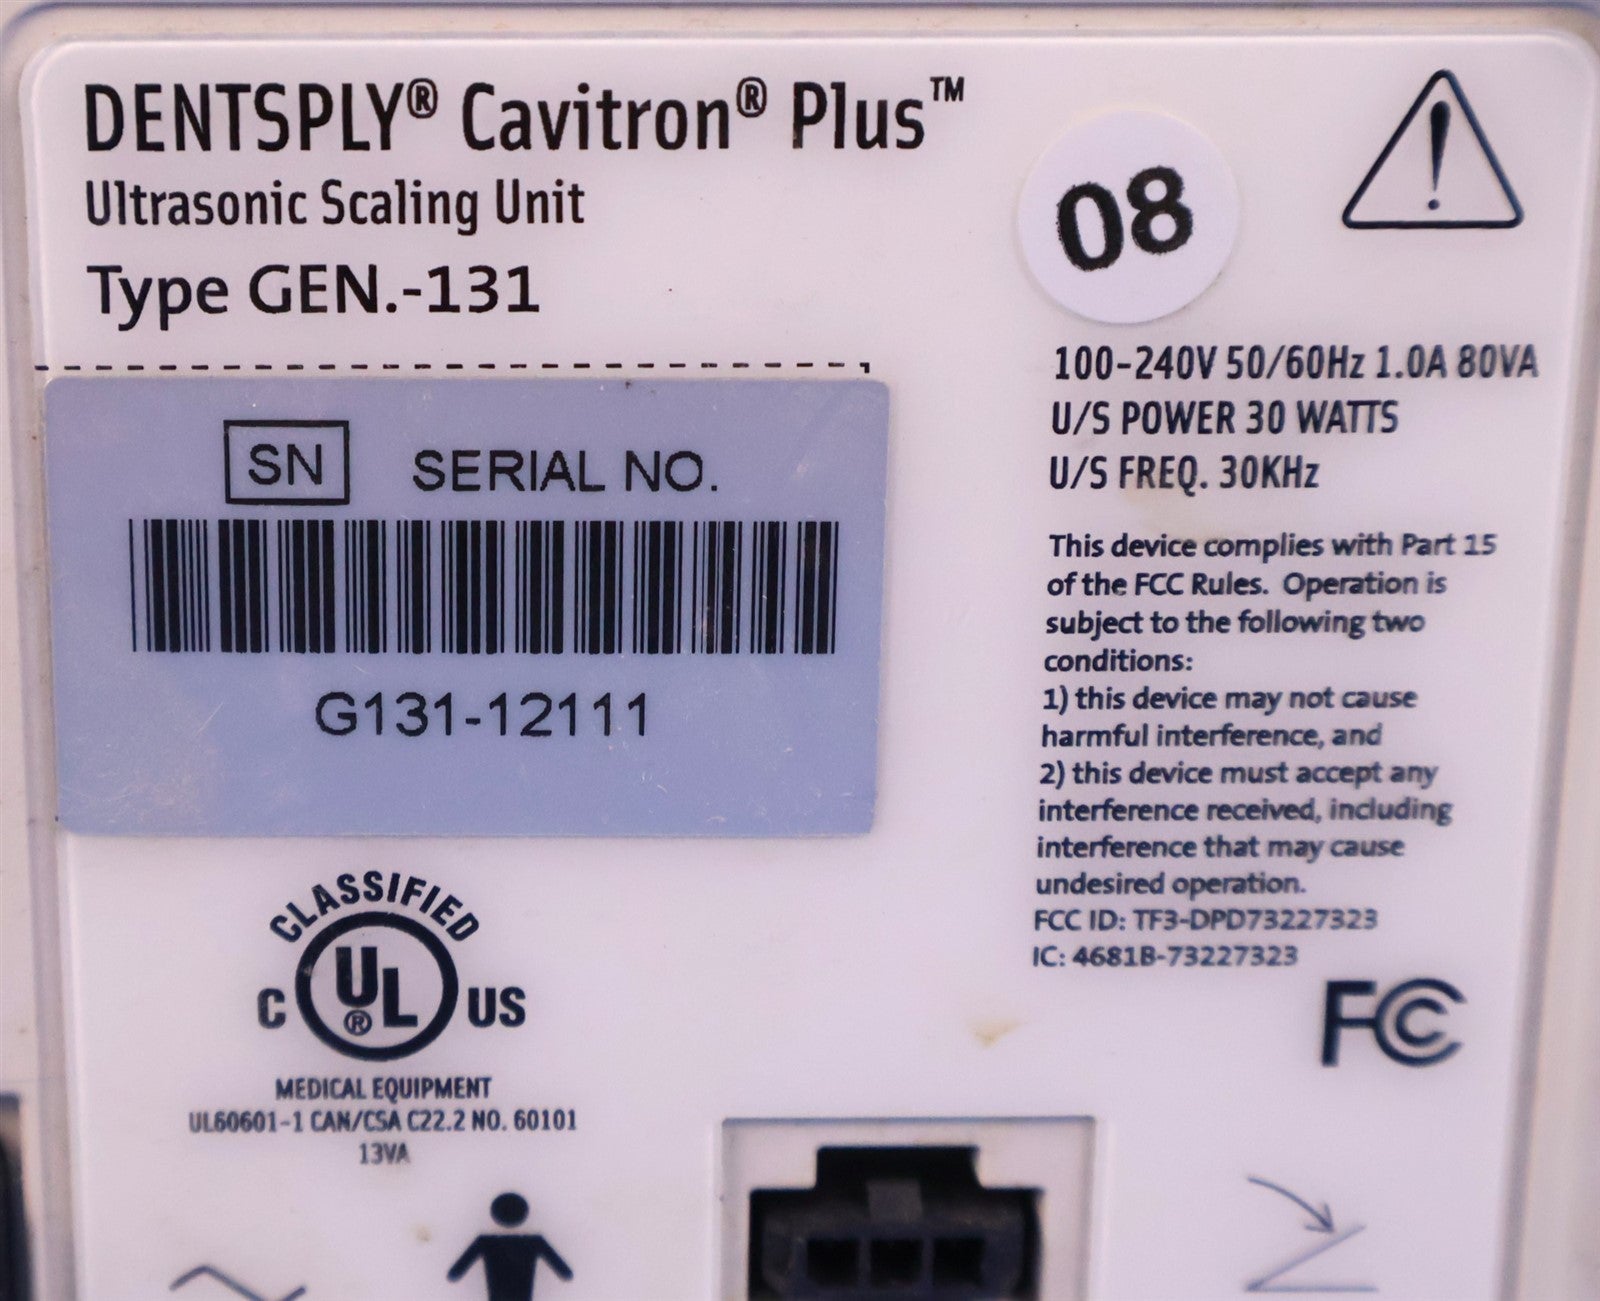 DENTSPLY® Cavitron® Plus™
Ultrasonic Scaling Unit
Type GEN.-131
08
SN SERIAL NO.
G131-12111
100-240V 50/60Hz 1.0A 80VA
U/S POWER 30 WATTS
U/S FREQ. 30KHz
This device complies with Part 15
of the FCC Rules. Operation is
subject to the following two
conditions:
1) this device may not cause
harmful interference, and
2) this device must accept any
interference received, including
interference that may cause
undesired operation.
FCC ID: TF3-DPD73227323
IC: 4681B-73227323
FC
CLASSIFIED
C UL® US
MEDICAL EQUIPMENT
UL60601-1 CAN/CSA C22.2 NO. 60101
13VA